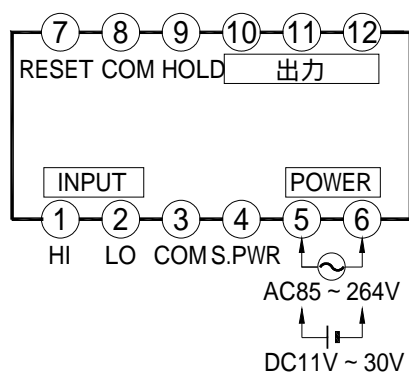 7 8 9 10 11 12
RESET COM HOLD 出力
INPUT POWER
1 2 3 4 5 6
HI LO COM S.PWR
AC85 ~ 264V
DC11V ~ 30V